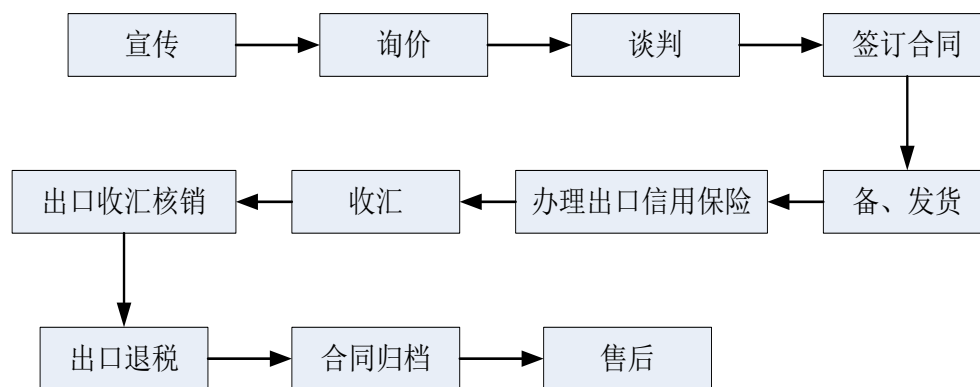 宣传
询价
谈判
签订合同
备、发货
办理出口信用保险
收汇
出口收汇核销
出口退税
合同归档
售后